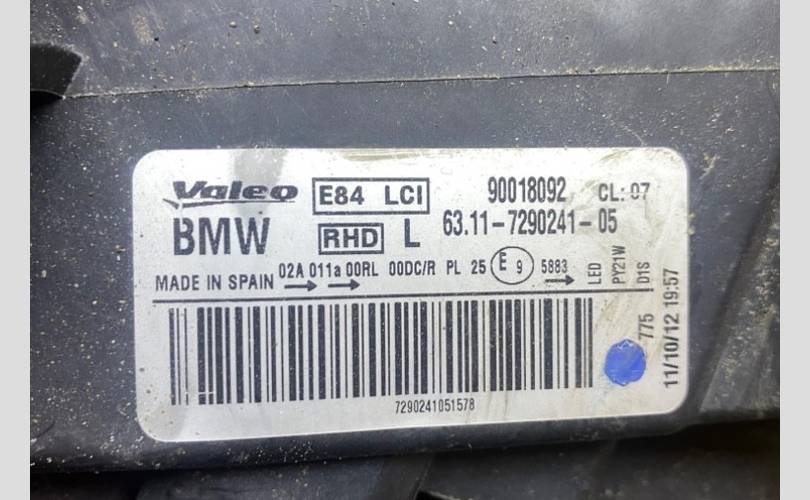 Valeo E84 LCI 90018092 CL: 07
BMW RHD L 63.11-7290241-05
MADE IN SPAIN 02A 011a 00RL 00DC/R PL 25 E 9 5883
LED
PY21W
D1S
775
11/10/12 19:57
7290241051578